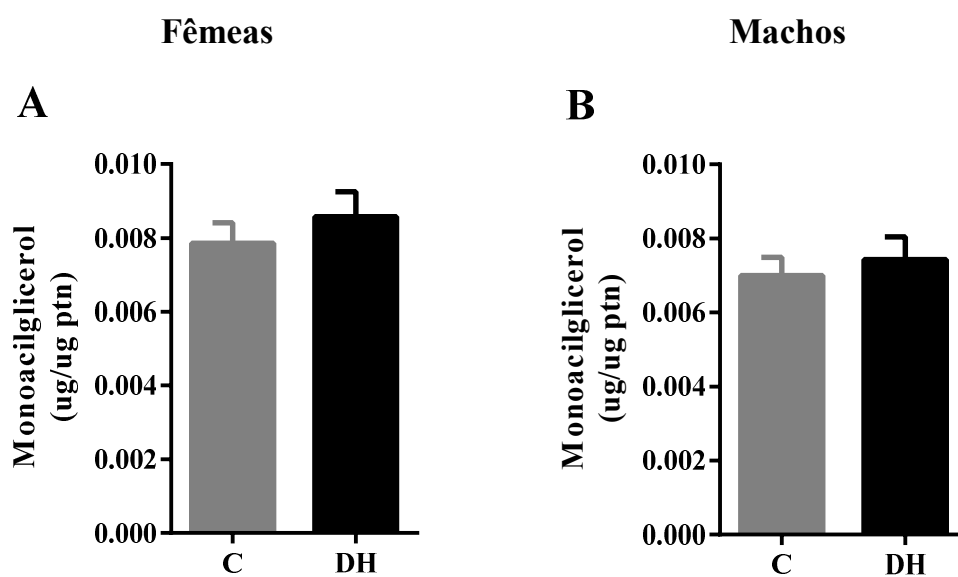 Fêmeas
Machos
A
B
Monoacilglicerol
(ug/ug ptn)
0.010
0.008
0.006
0.004
0.002
0.000
C
DH
Monoacilglicerol
(ug/ug ptn)
0.010
0.008
0.006
0.004
0.002
0.000
C
DH